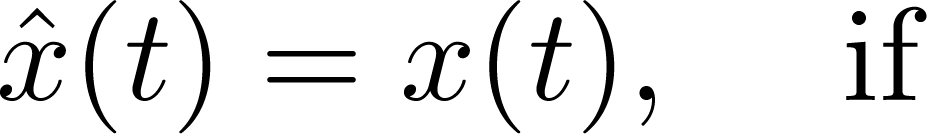 x̂(t) = x(t), if